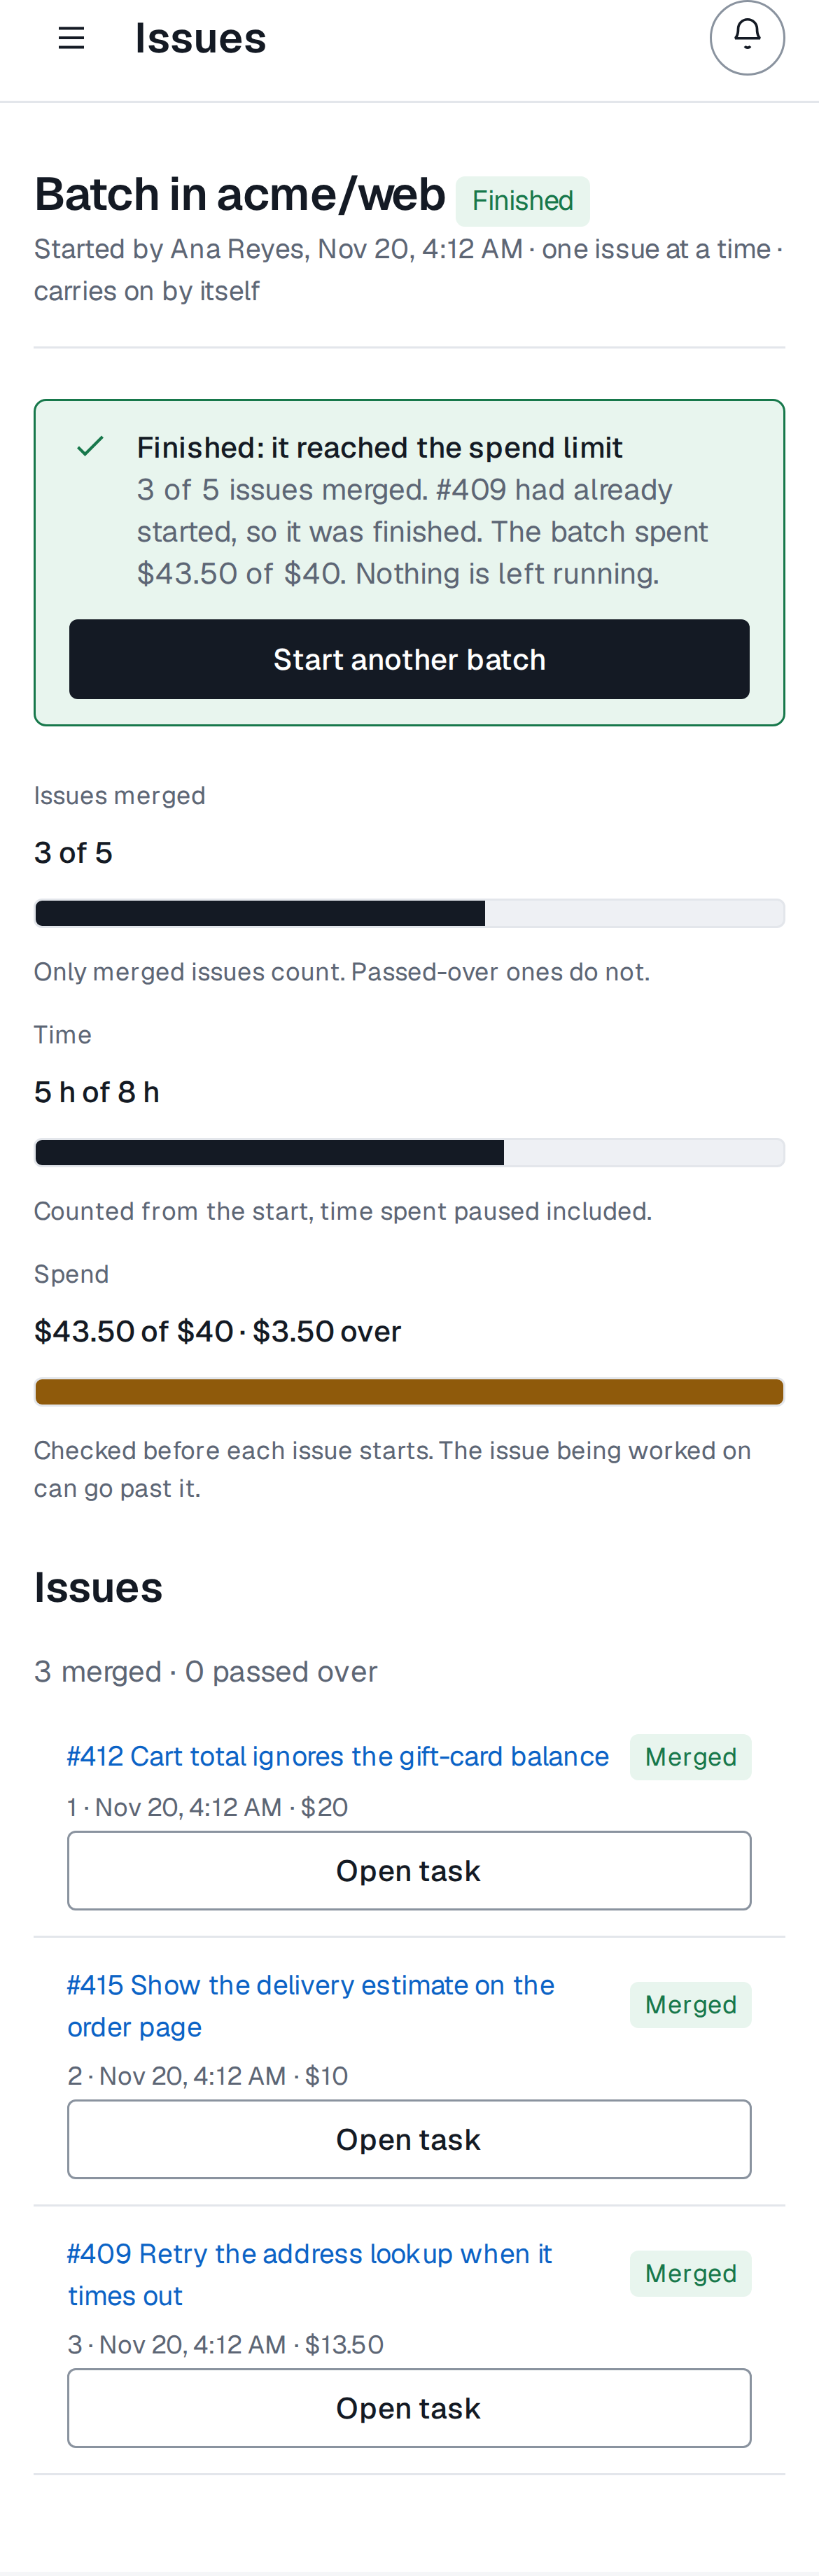 Issues
Batch in acme/web Finished
Started by Ana Reyes, Nov 20, 4:12 AM · one issue at a time ·
carries on by itself
Finished: it reached the spend limit
3 of 5 issues merged. #409 had already
started, so it was finished. The batch spent
$43.50 of $40. Nothing is left running.
Start another batch
Issues merged
3 of 5
Only merged issues count. Passed-over ones do not.
Time
5 h of 8 h
Counted from the start, time spent paused included.
Spend
$43.50 of $40 · $3.50 over
Checked before each issue starts. The issue being worked on
can go past it.
Issues
3 merged · 0 passed over
#412 Cart total ignores the gift-card balance Merged
1 · Nov 20, 4:12 AM · $20
Open task
#415 Show the delivery estimate on the
order page
Merged
2 · Nov 20, 4:12 AM · $10
Open task
#409 Retry the address lookup when it
times out
Merged
3 · Nov 20, 4:12 AM · $13.50
Open task